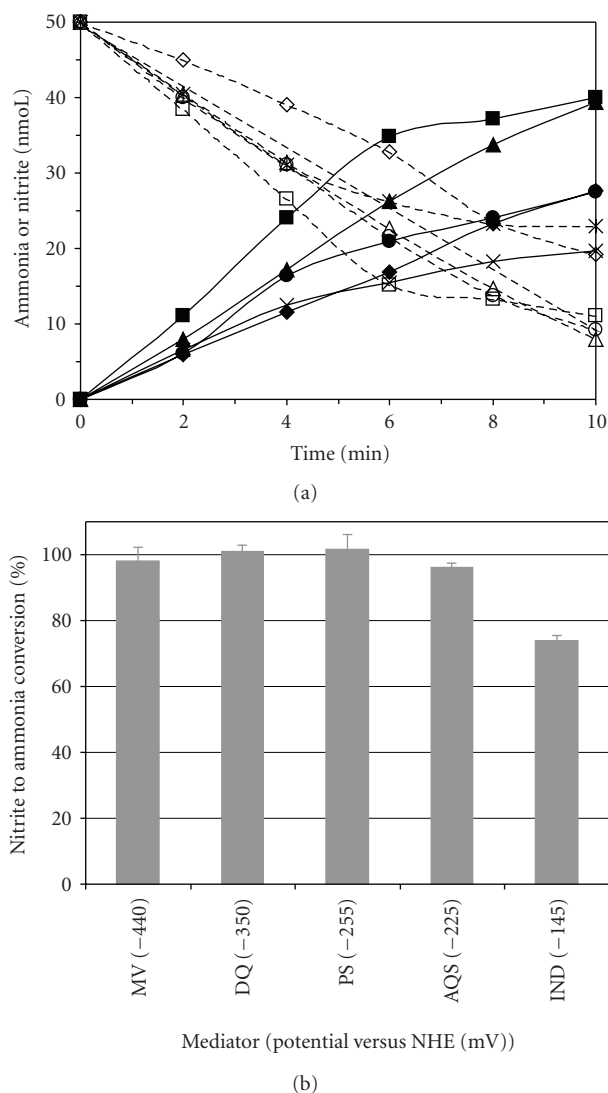 50
40
30
20
10
0
Ammonia or nitrite (nmoL)
0 2 4 6 8 10
Time (min)
(a)
100
80
60
40
20
0
Nitrite to ammonia conversion (%)
MV (−440)
DQ (−350)
PS (−255)
AQS (−225)
IND (−145)
Mediator (potential versus NHE (mV))
(b)